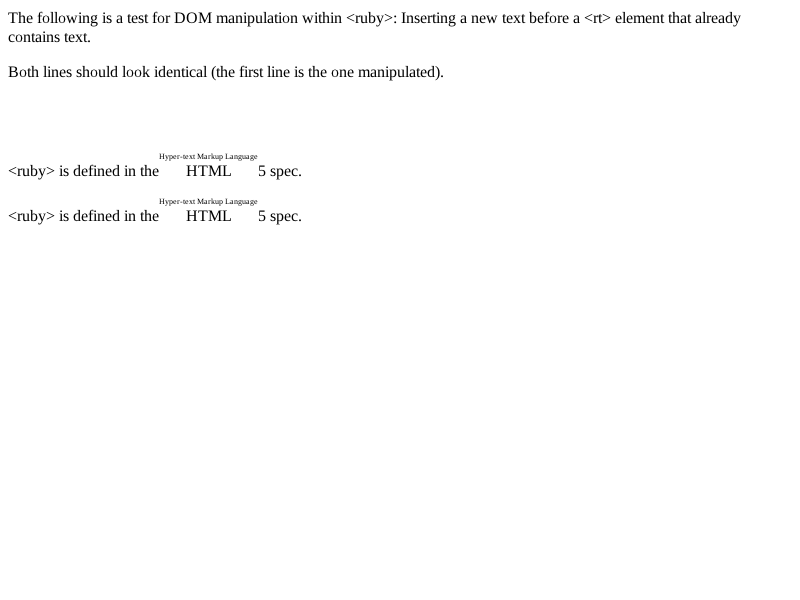 The following is a test for DOM manipulation within <ruby>: Inserting a new text before a <rt> element that already
contains text.
Both lines should look identical (the first line is the one manipulated).
Hyper-text Markup Language
<ruby> is defined in the HTML 5 spec.
Hyper-text Markup Language
<ruby> is defined in the HTML 5 spec.